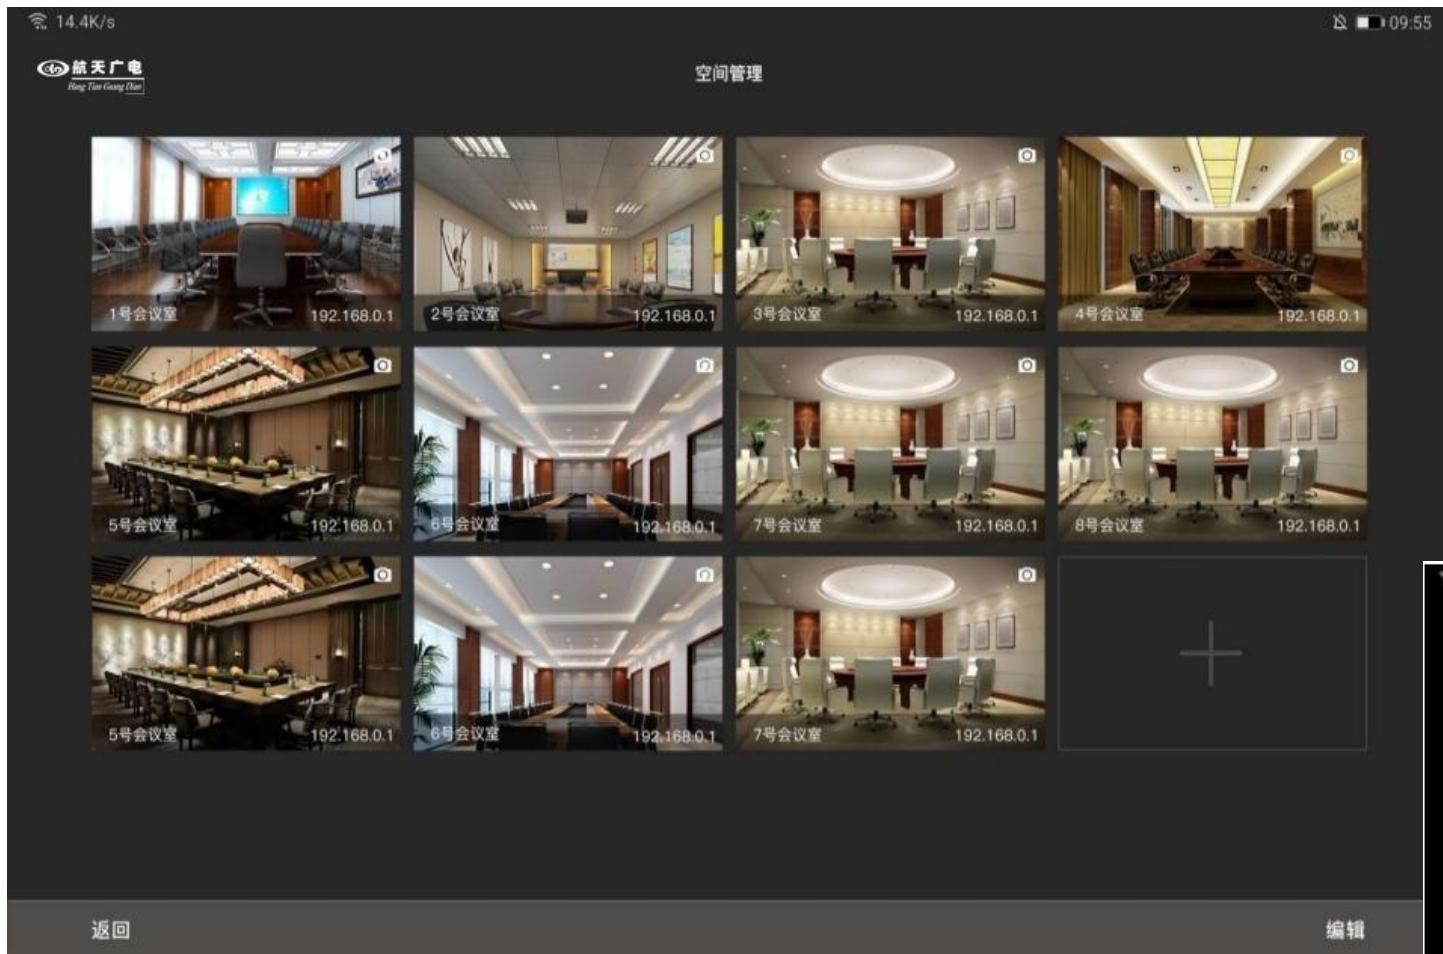 14.4K/s
09:55
航天广电
Hang Tian Guang Dian
空间管理
1号会议室 192.168.0.1
2号会议室 192.168.0.1
3号会议室 192.168.0.1
4号会议室 192.168.0.1
5号会议室 192.168.0.1
6号会议室 192.168.0.1
7号会议室 192.168.0.1
8号会议室 192.168.0.1
5号会议室 192.168.0.1
6号会议室 192.168.0.1
7号会议室 192.168.0.1
返回
编辑